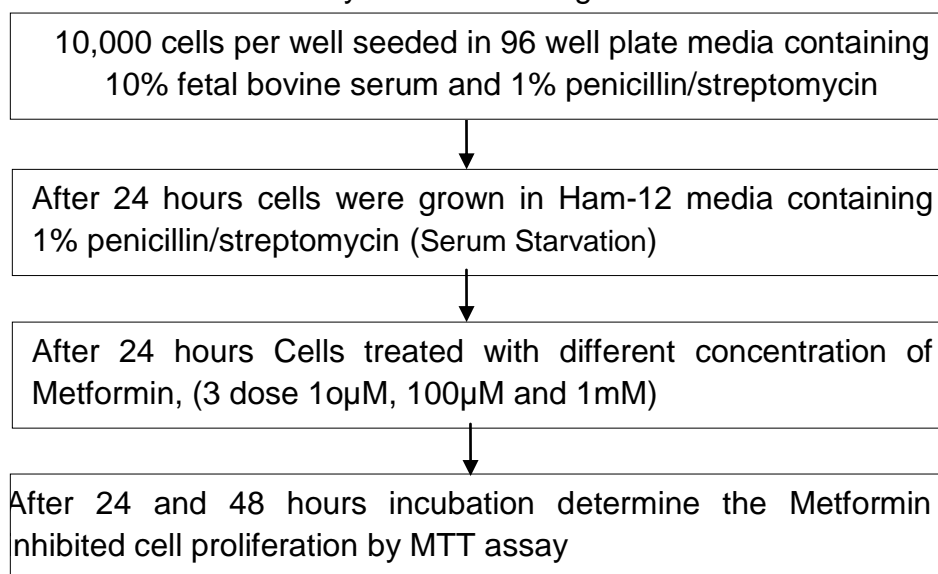 10,000 cells per well seeded in 96 well plate media containing
10% fetal bovine serum and 1% penicillin/streptomycin
After 24 hours cells were grown in Ham-12 media containing
1% penicillin/streptomycin (Serum Starvation)
After 24 hours Cells treated with different concentration of
Metformin, (3 dose 1oµM, 100µM and 1mM)
After 24 and 48 hours incubation determine the Metformin
nhibited cell proliferation by MTT assay